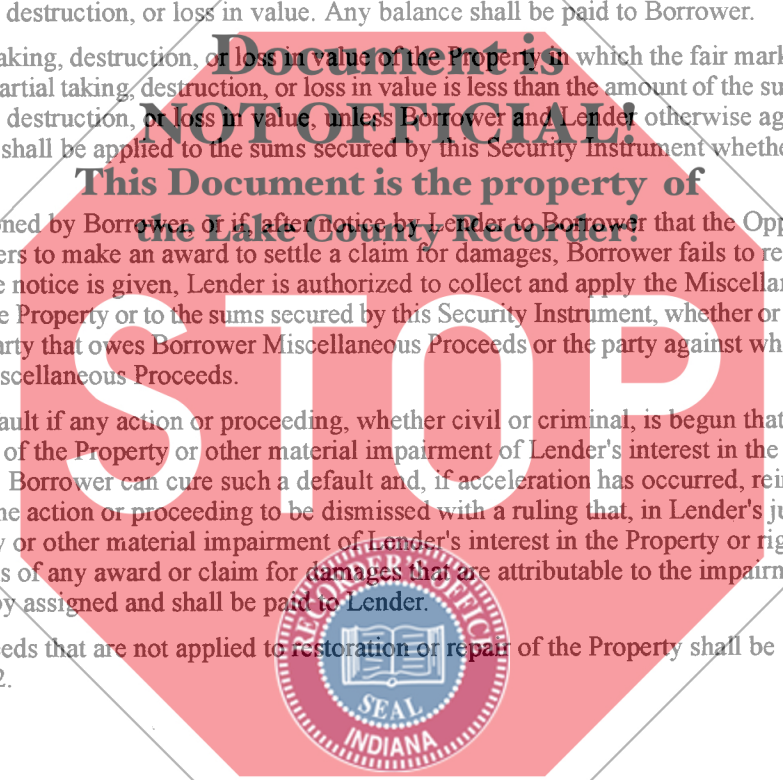 destruction, or loss in value. Any balance shall be paid to Borrower.
Document is
aking, destruction, or loss in value of the Property in which the fair mark
artial taking, destruction, or loss in value is less than the amount of the su
NOT OFFICIAL!
destruction, or loss in value, unless Borrower and Lender otherwise ag
shall be applied to the sums secured by this Security Instrument whethe
This Document is the property of
the Lake County Recorder!
ned by Borrower, or if, after notice by Lender to Borrower that the Opp
ers to make an award to settle a claim for damages, Borrower fails to re
e notice is given, Lender is authorized to collect and apply the Miscella
e Property or to the sums secured by this Security Instrument, whether or
arty that owes Borrower Miscellaneous Proceeds or the party against wh
scellaneous Proceeds.
STOP
ault if any action or proceeding, whether civil or criminal, is begun that
of the Property or other material impairment of Lender's interest in the
Borrower can cure such a default and, if acceleration has occurred, rei
ne action or proceeding to be dismissed with a ruling that, in Lender's ju
y or other material impairment of Lender's interest in the Property or rig
s of any award or claim for damages that are attributable to the impairm
by assigned and shall be paid to Lender.
eeds that are not applied to restoration or repair of the Property shall be
2.
RECORDER'S OFFICE
SEAL
INDIANA